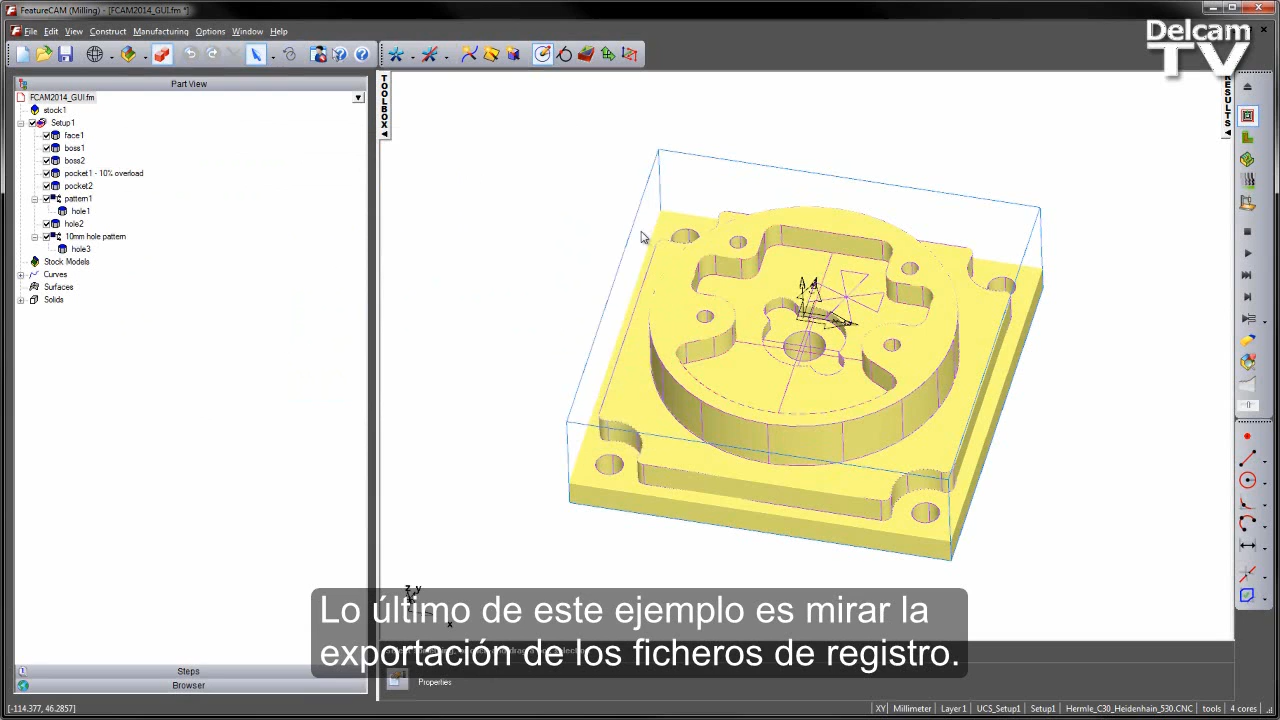 FeatureCAM (Milling) - [FCAM2014_GUI.fm *]
File Edit View Construct Manufacturing Options Window Help
Delcam
TV
Part View
TOOLBOX
RESULTS
FCAM2014_GUI.fm
stock1
Setup1
face1
boss1
boss2
pocket1 - 10% overload
pocket2
pattern1
hole1
hole2
10mm hole pattern
hole3
Stock Models
Curves
Surfaces
Solids
z y
x
Lo último de este ejemplo es mirar la
exportación de los ficheros de registro.
Steps
Browser
Properties
[-114.377, 46.2857]
XY Millimeter Layer1 UCS_Setup1 Setup1 Hermle_C30_Heidenhain_530.CNC tools 4 cores